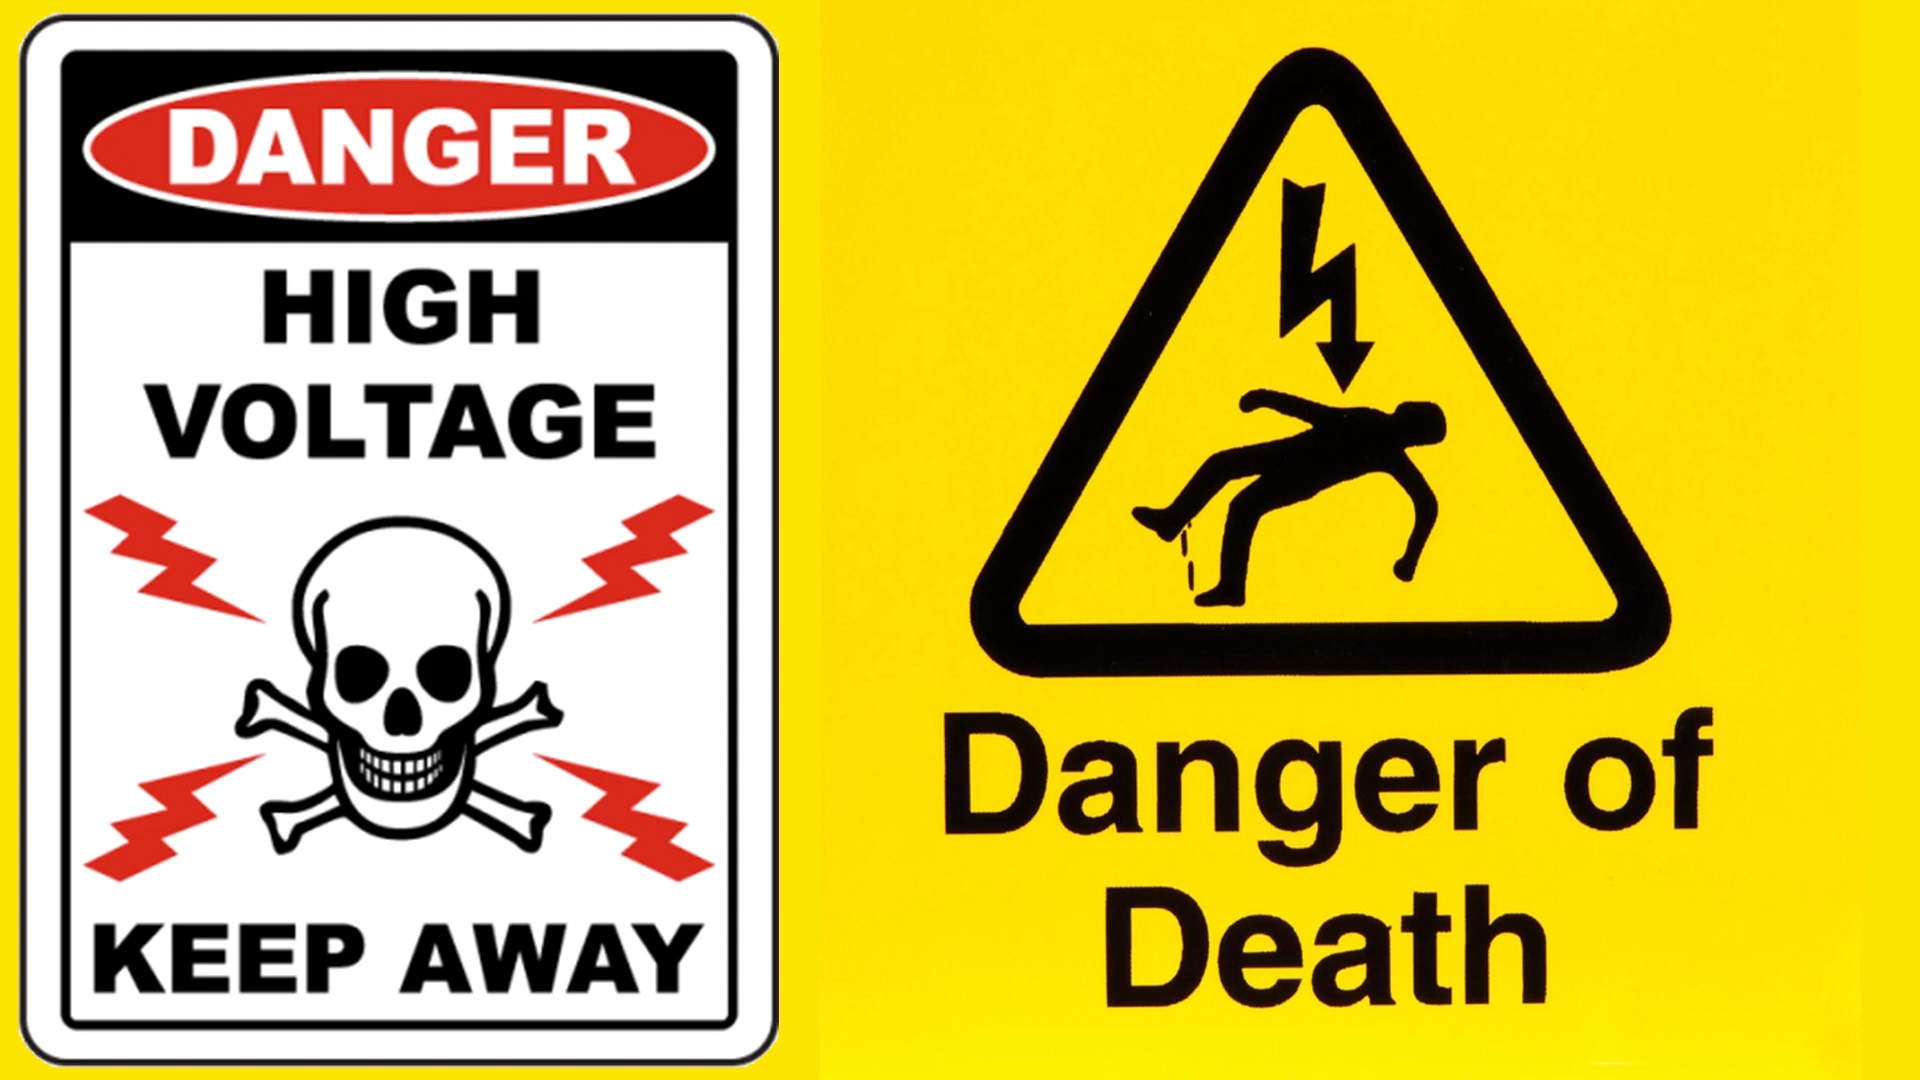 DANGER
HIGH
VOLTAGE
KEEP AWAY
Danger of
Death